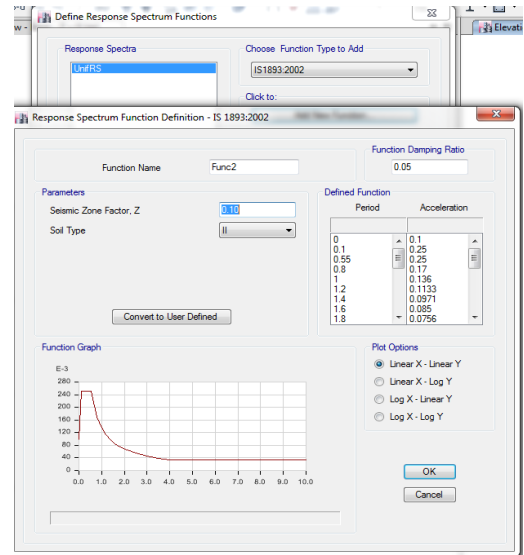 Define Response Spectrum Functions
Elevati
Response Spectra
Choose Function Type to Add
UnifRS
IS1893:2002
Click to:
Response Spectrum Function Definition - IS 1893:2002
Function Damping Ratio
Function Name
Func2
0.05
Parameters
Defined Function
Seismic Zone Factor, Z
0.10
Period
Acceleration
Soil Type
II
0 0.1
0.1 0.25
0.55 0.25
0.8 0.17
1 0.136
1.2 0.1133
1.4 0.0971
1.6 0.085
1.8 0.0756
Convert to User Defined
Function Graph
Plot Options
E-3
280
240
200
160
120
80
40
0
0.0 1.0 2.0 3.0 4.0 5.0 6.0 7.0 8.0 9.0 10.0
Linear X - Linear Y
Linear X - Log Y
Log X - Linear Y
Log X - Log Y
OK
Cancel